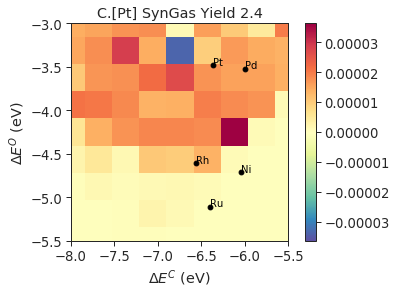 C.[Pt] SynGas Yield 2.4
−3.0
−3.5
−4.0
−4.5
−5.0
−5.5
ΔE^O (eV)
Pt
Pd
Rh
Ni
Ru
−8.0 −7.5 −7.0 −6.5 −6.0 −5.5
ΔE^C (eV)
0.00003
0.00002
0.00001
0.00000
−0.00001
−0.00002
−0.00003